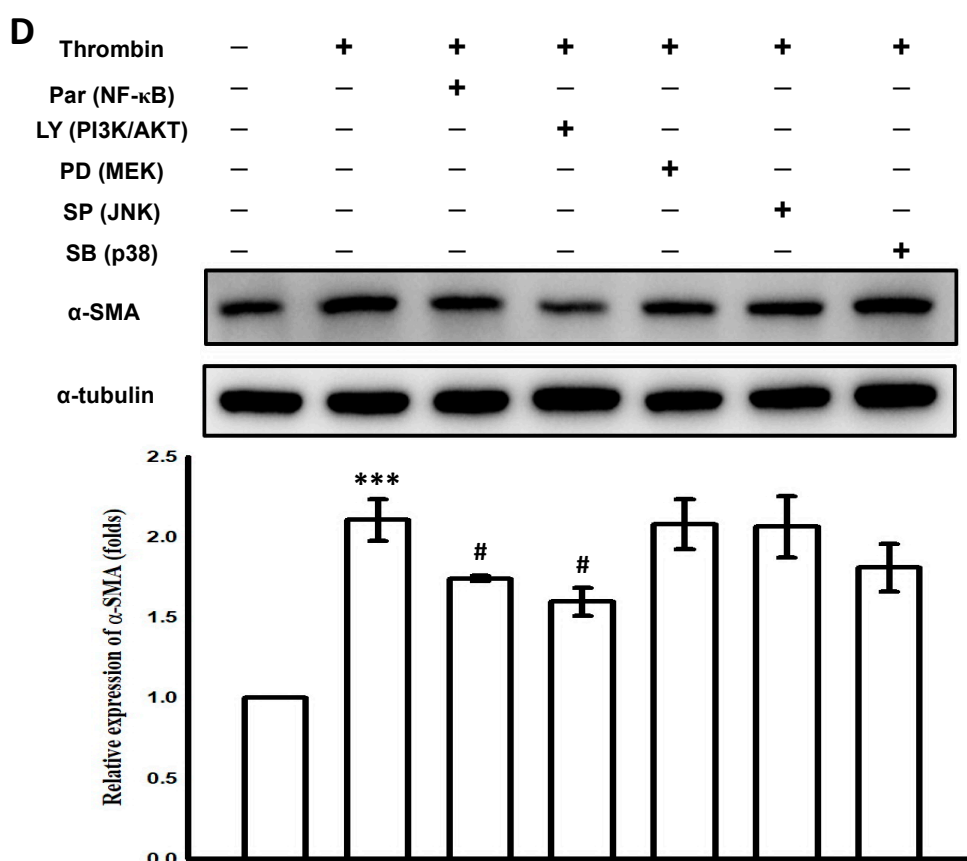 D
Thrombin − + + + + + +
Par (NF-κB) − − + − − − −
LY (PI3K/AKT) − − − + − − −
PD (MEK) − − − − + − −
SP (JNK) − − − − − + −
SB (p38) − − − − − − +
α-SMA
α-tubulin
Relative expression of α-SMA (folds)
2.5
2.0
1.5
1.0
0.5
0.0
***
#
#